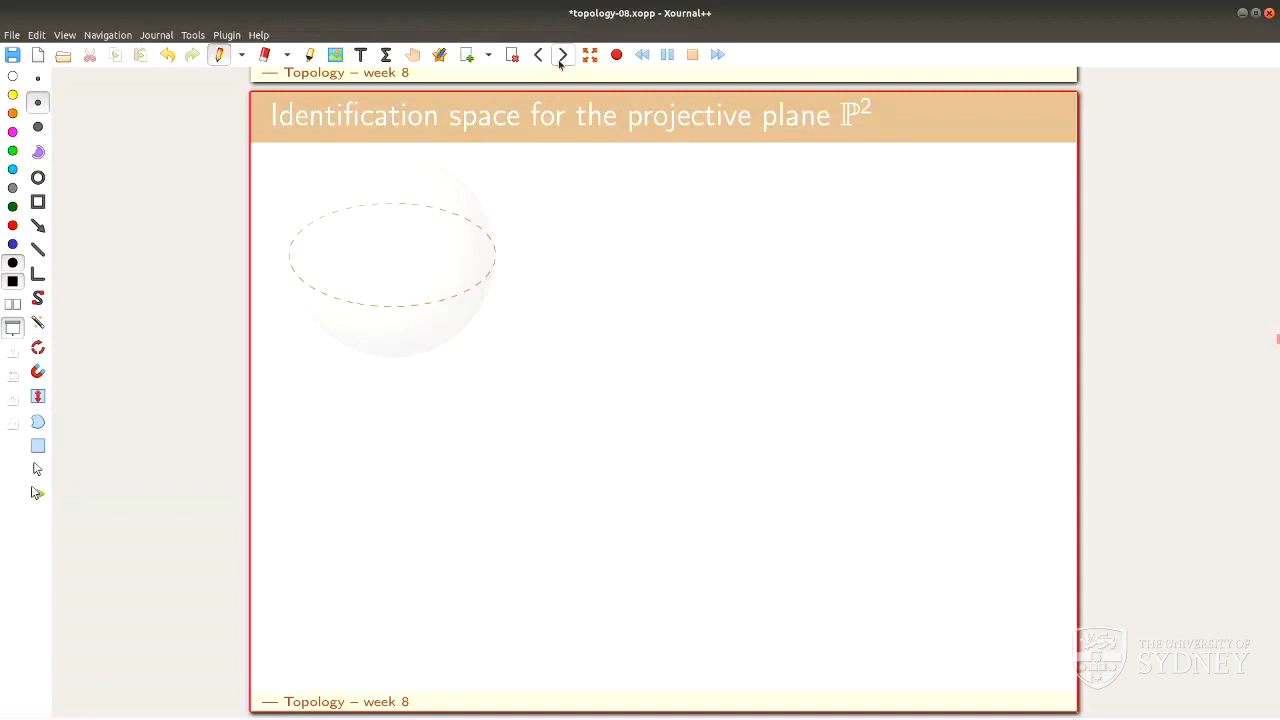 *topology-08.xopp - Xournal++
File Edit View Navigation Journal Tools Plugin Help
— Topology – week 8
Identification space for the projective plane ℙ²
THE UNIVERSITY OF
SYDNEY
— Topology – week 8